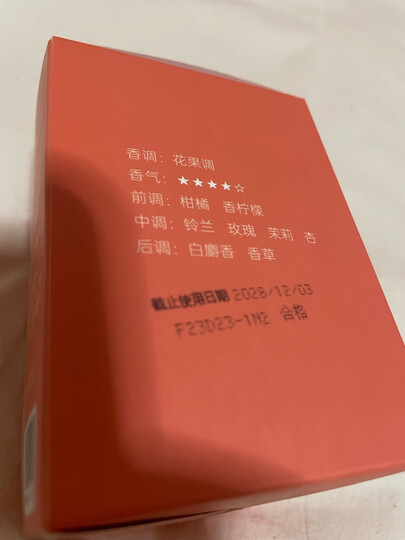 香调：花果调
香气：★★★★☆
前调：柑橘 香柠檬
中调：铃兰 玫瑰 茉莉 杏
后调：白麝香 香草
截止使用日期 2028/12/03
F23D23-1N2 合格